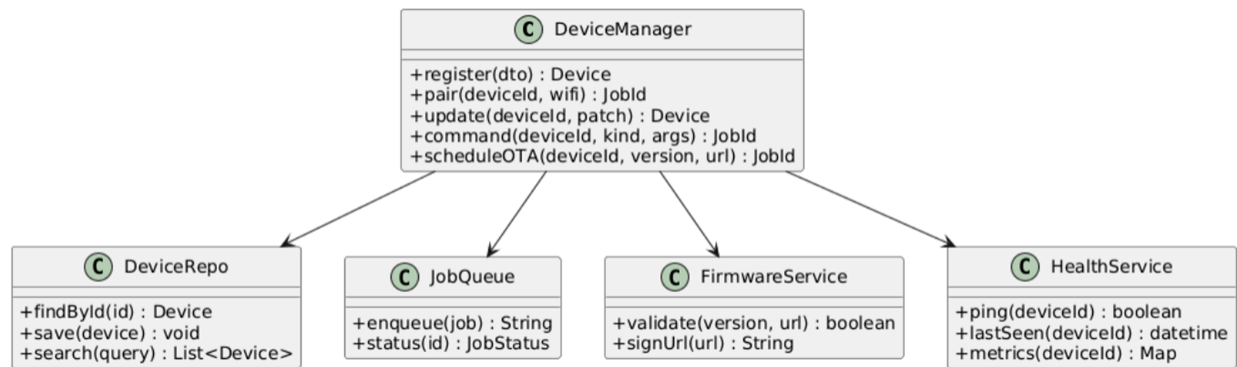 C DeviceManager
+register(dto) : Device
+pair(deviceId, wifi) : JobId
+update(deviceId, patch) : Device
+command(deviceId, kind, args) : JobId
+scheduleOTA(deviceId, version, url) : JobId
C DeviceRepo
+findById(id) : Device
+save(device) : void
+search(query) : List<Device>
C JobQueue
+enqueue(job) : String
+status(id) : JobStatus
C FirmwareService
+validate(version, url) : boolean
+signUrl(url) : String
C HealthService
+ping(deviceId) : boolean
+lastSeen(deviceId) : datetime
+metrics(deviceId) : Map